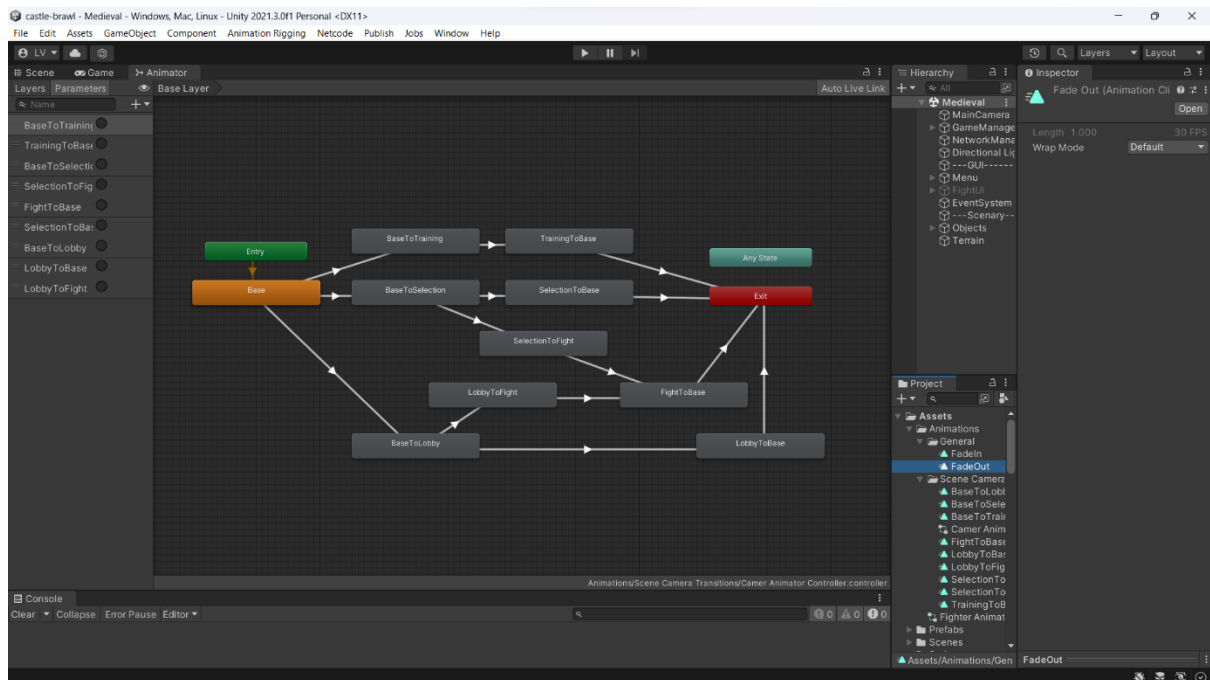 castle-brawl - Medieval - Windows, Mac, Linux - Unity 2021.3.0f1 Personal <DX11>
File Edit Assets GameObject Component Animation Rigging Netcode Publish Jobs Window Help
LV Layers Layout
Scene Game Animator
Layers Parameters Base Layer Auto Live Link
Name
BaseToTraining
TrainingToBase
BaseToSelectic
SelectionToFig
FightToBase
SelectionToBa
BaseToLobby
LobbyToBase
LobbyToFight
Entry
Base
BaseToTraining
TrainingToBase
Any State
BaseToSelection
SelectionToBase
Exit
SelectionToFight
LobbyToFight
FightToBase
BaseToLobby
LobbyToBase
Animations/Scene Camera Transitions/Camer Animator Controller.controller
Hierarchy
All
Medieval
MainCamera
GameManage
NetworkMana
Directional Lig
---GUI------
Menu
FightUI
EventSystem
---Scenary--
Objects
Terrain
Inspector
Fade Out (Animation Cli
Open
Length 1.000 30 FPS
Wrap Mode Default
Project
Assets
Animations
General
FadeIn
FadeOut
Scene Camera
BaseToLobb
BaseToSele
BaseToTrain
Camer Anim
FightToBase
LobbyToBas
LobbyToFig
SelectionTo
SelectionTo
TrainingToB
Fighter Animat
Prefabs
Scenes
Assets/Animations/Gen
FadeOut
Console
Clear Collapse Error Pause Editor
0 0 0